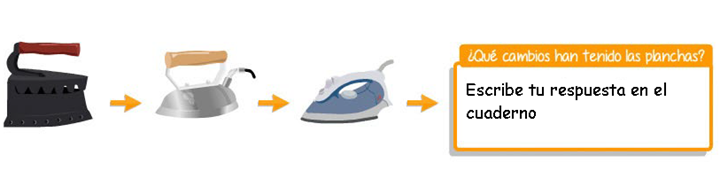 ¿Qué cambios han tenido las planchas?
Escribe tu respuesta en el
cuaderno